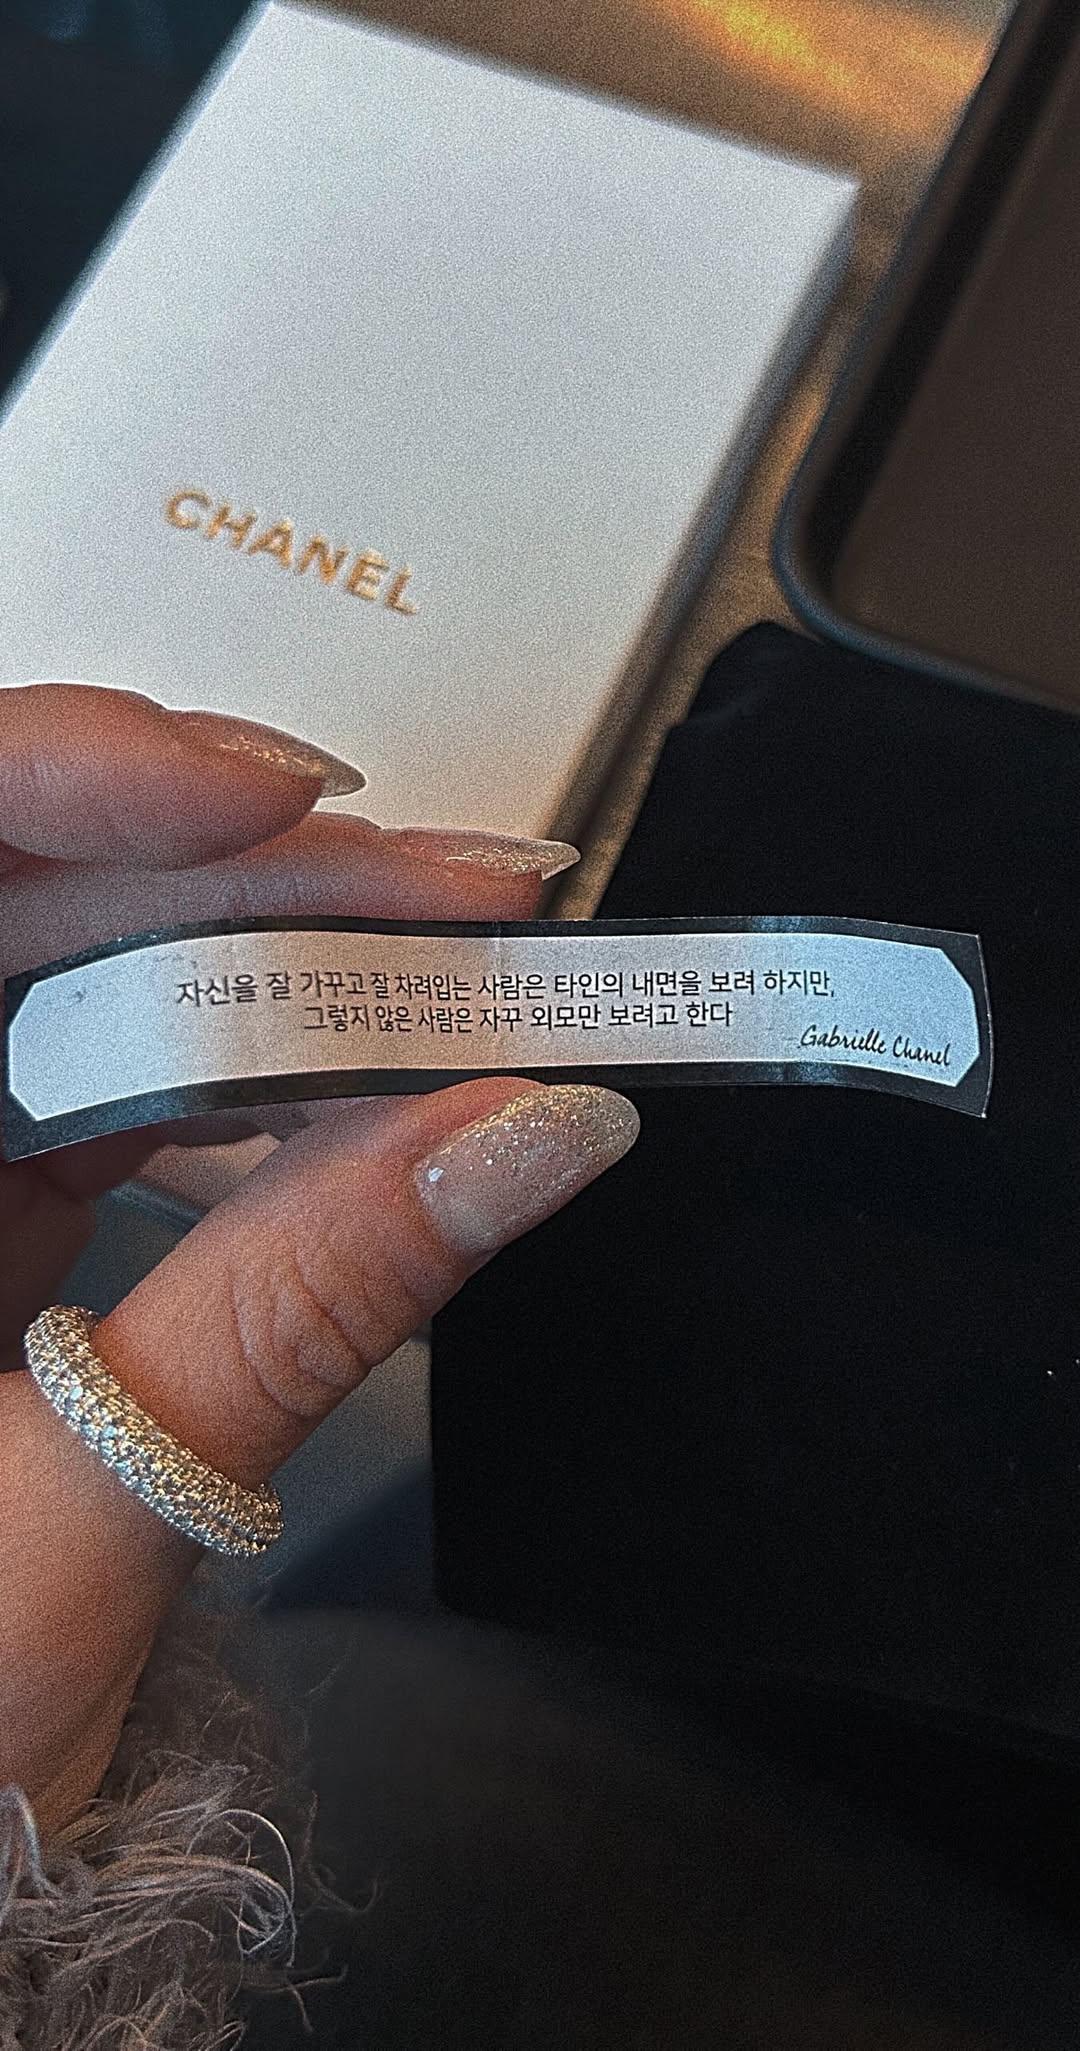 CHANEL
자신을 잘 가꾸고 잘 차려입는 사람은 타인의 내면을 보려 하지만,
그렇지 않은 사람은 자꾸 외모만 보려고 한다
Gabrielle Chanel